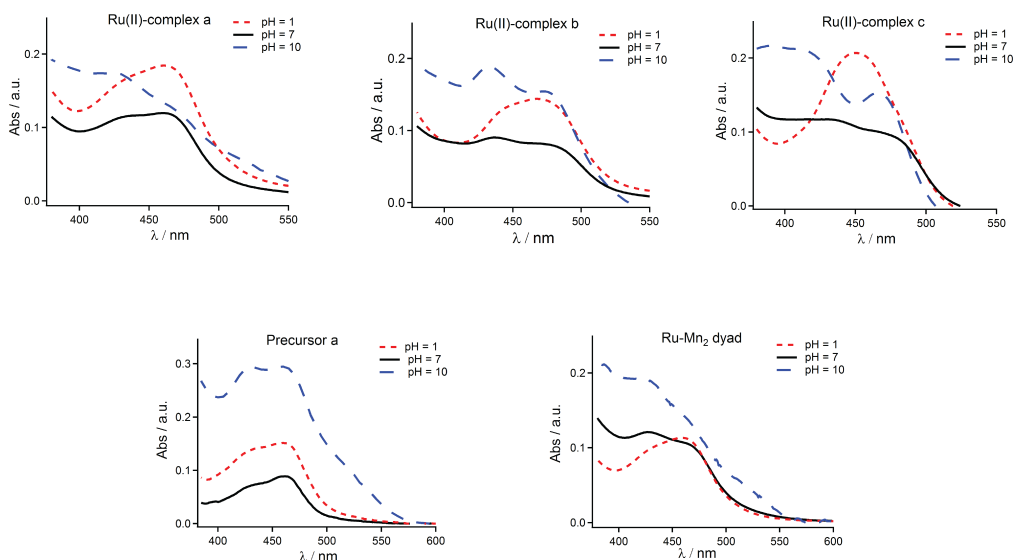 Ru(II)-complex a
pH = 1
pH = 7
pH = 10
Abs / a.u.
0.2
0.1
0.0
400 450 500 550
λ / nm
Ru(II)-complex b
pH = 1
pH = 7
pH = 10
Abs / a.u.
0.2
0.1
0.0
400 450 500 550
λ / nm
Ru(II)-complex c
pH = 1
pH = 7
pH = 10
Abs / a.u.
0.2
0.1
0.0
400 450 500 550
λ / nm
Precursor a
pH = 1
pH = 7
pH = 10
Abs / a.u.
0.3
0.2
0.1
0.0
400 450 500 550 600
λ / nm
Ru-Mn₂ dyad
pH = 1
pH = 7
pH = 10
Abs / a.u.
0.2
0.1
0.0
400 450 500 550 600
λ / nm